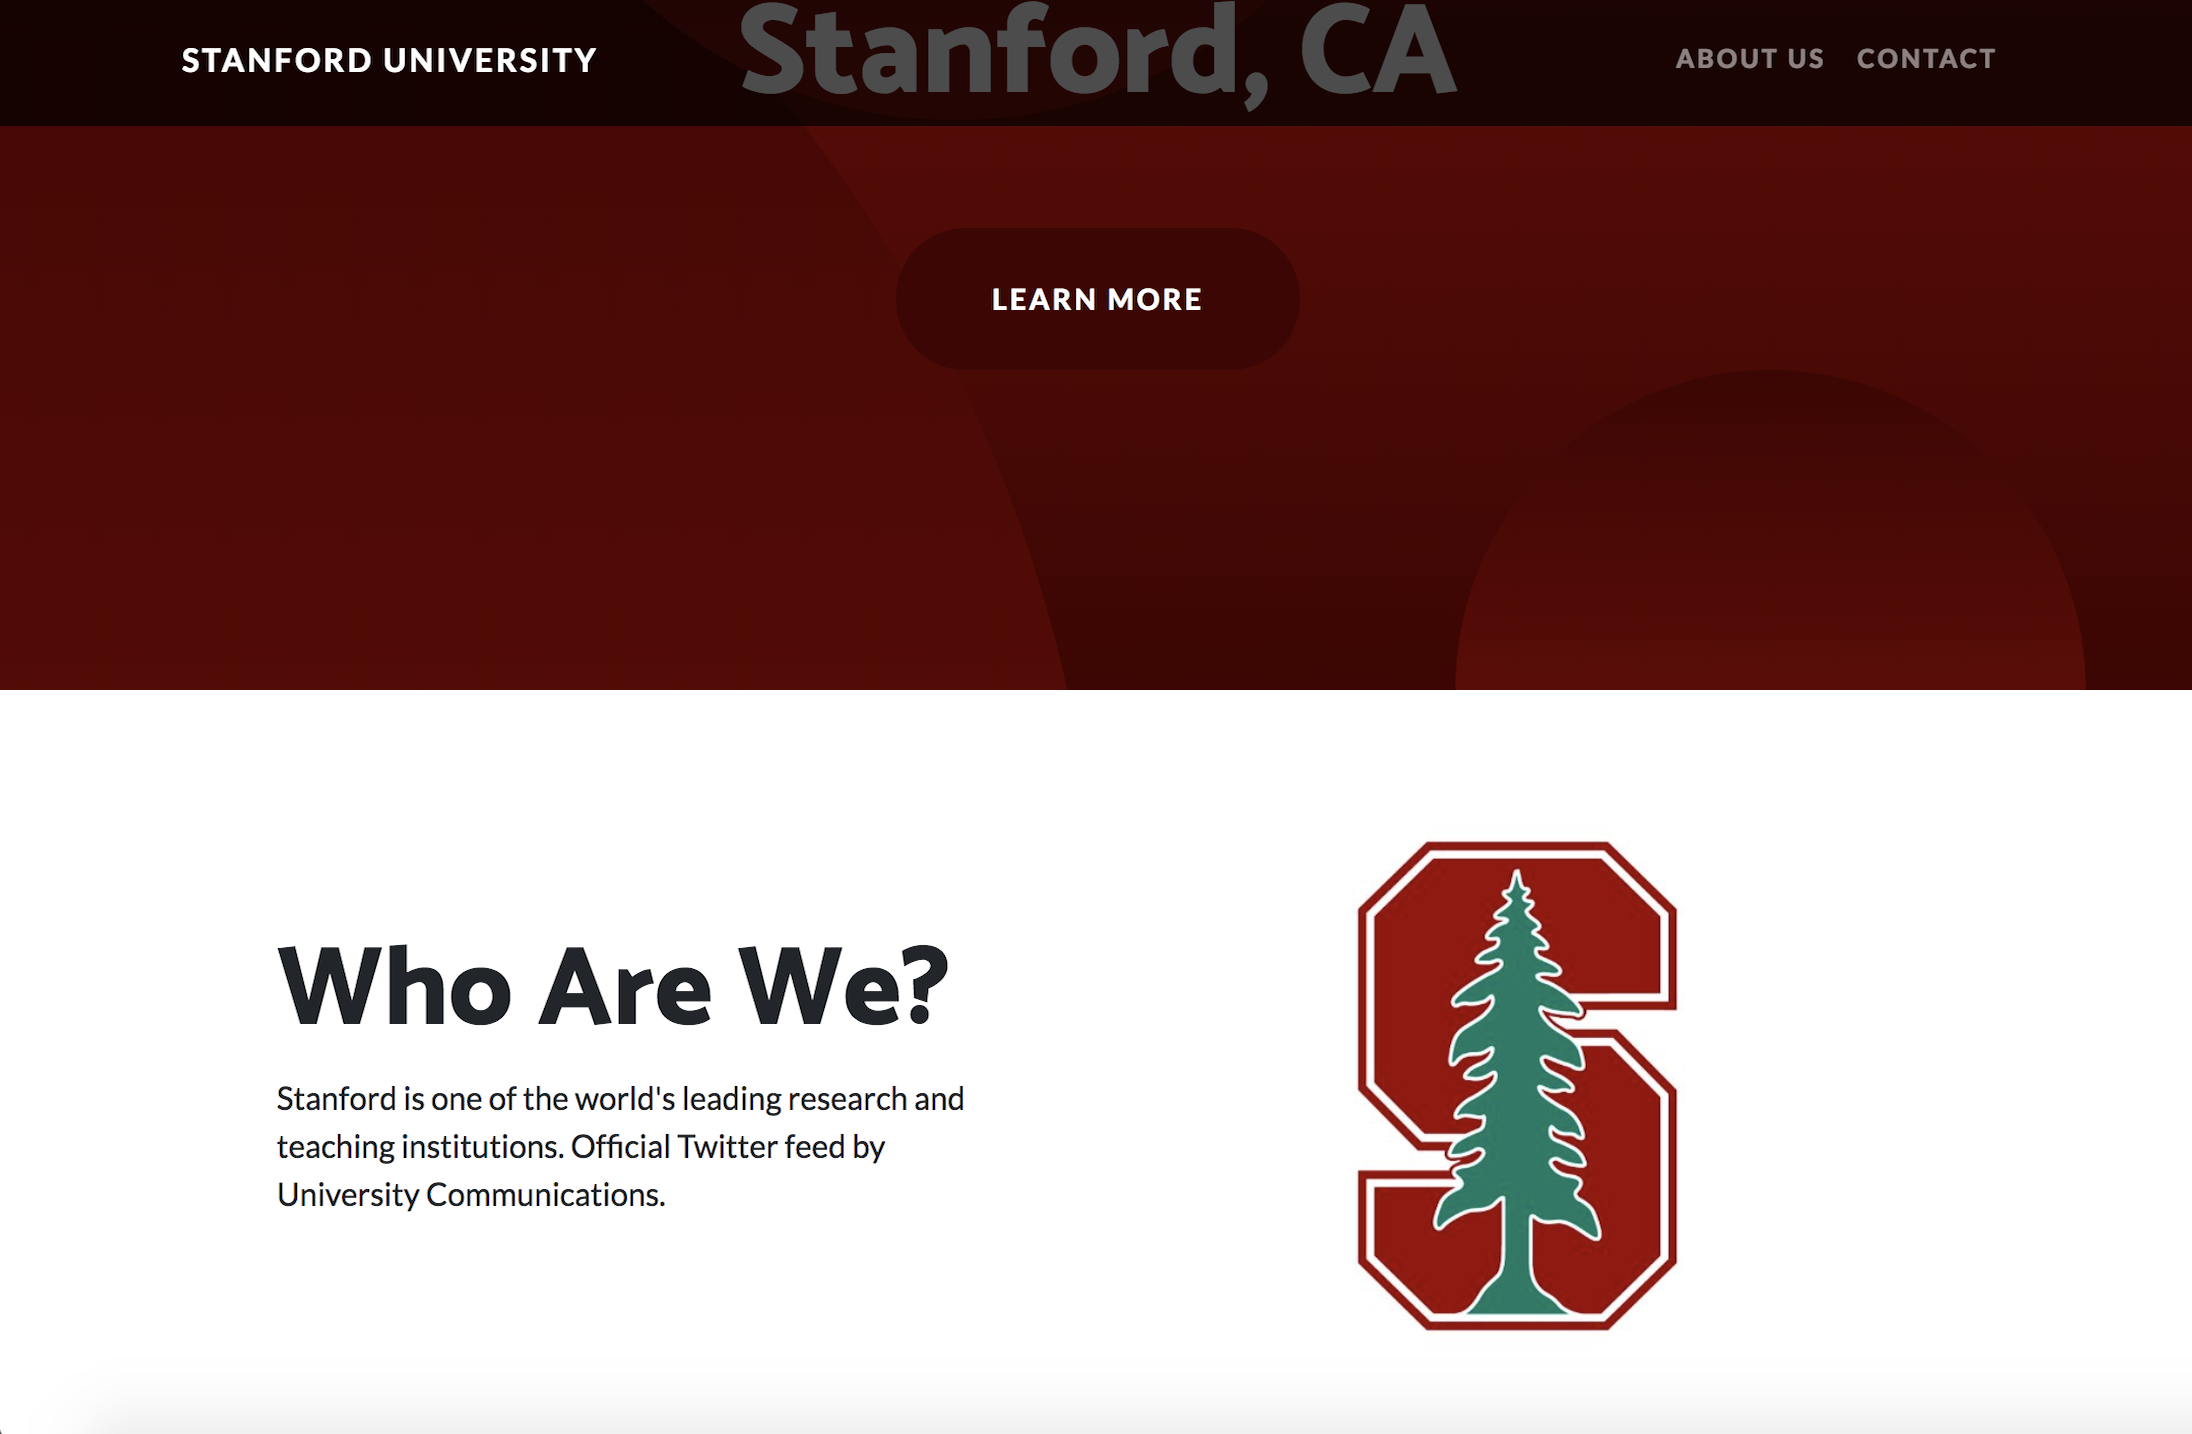 STANFORD UNIVERSITY
Stanford, CA
ABOUT US
CONTACT
LEARN MORE
Who Are We?
Stanford is one of the world's leading research and
teaching institutions. Official Twitter feed by
University Communications.